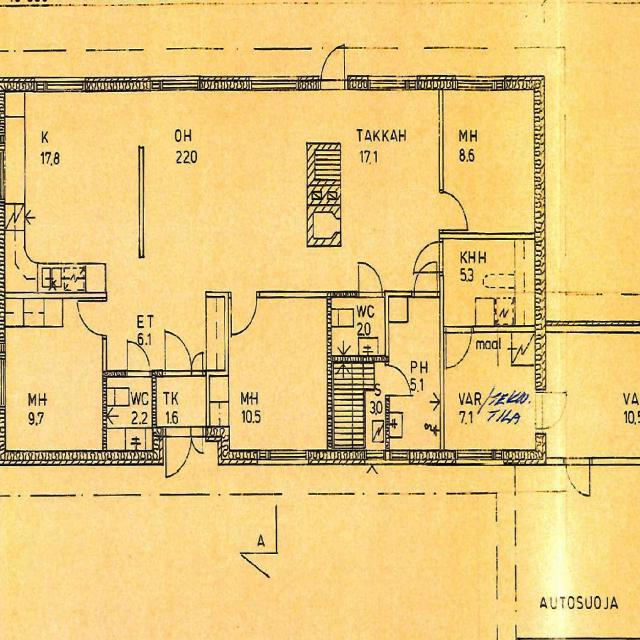 K
17,8
OH
22,0
TAKKAH
17,1
MH
8,6
KHH
5,3
ET
6,1
WC
2,0
maal
PH
5,1
MH
9,7
WC
2,2
TK
1,6
MH
10,5
S
3,0
VAR/TEKN.
7,1 TILA
VA
10,5
A
AUTOSUOJA